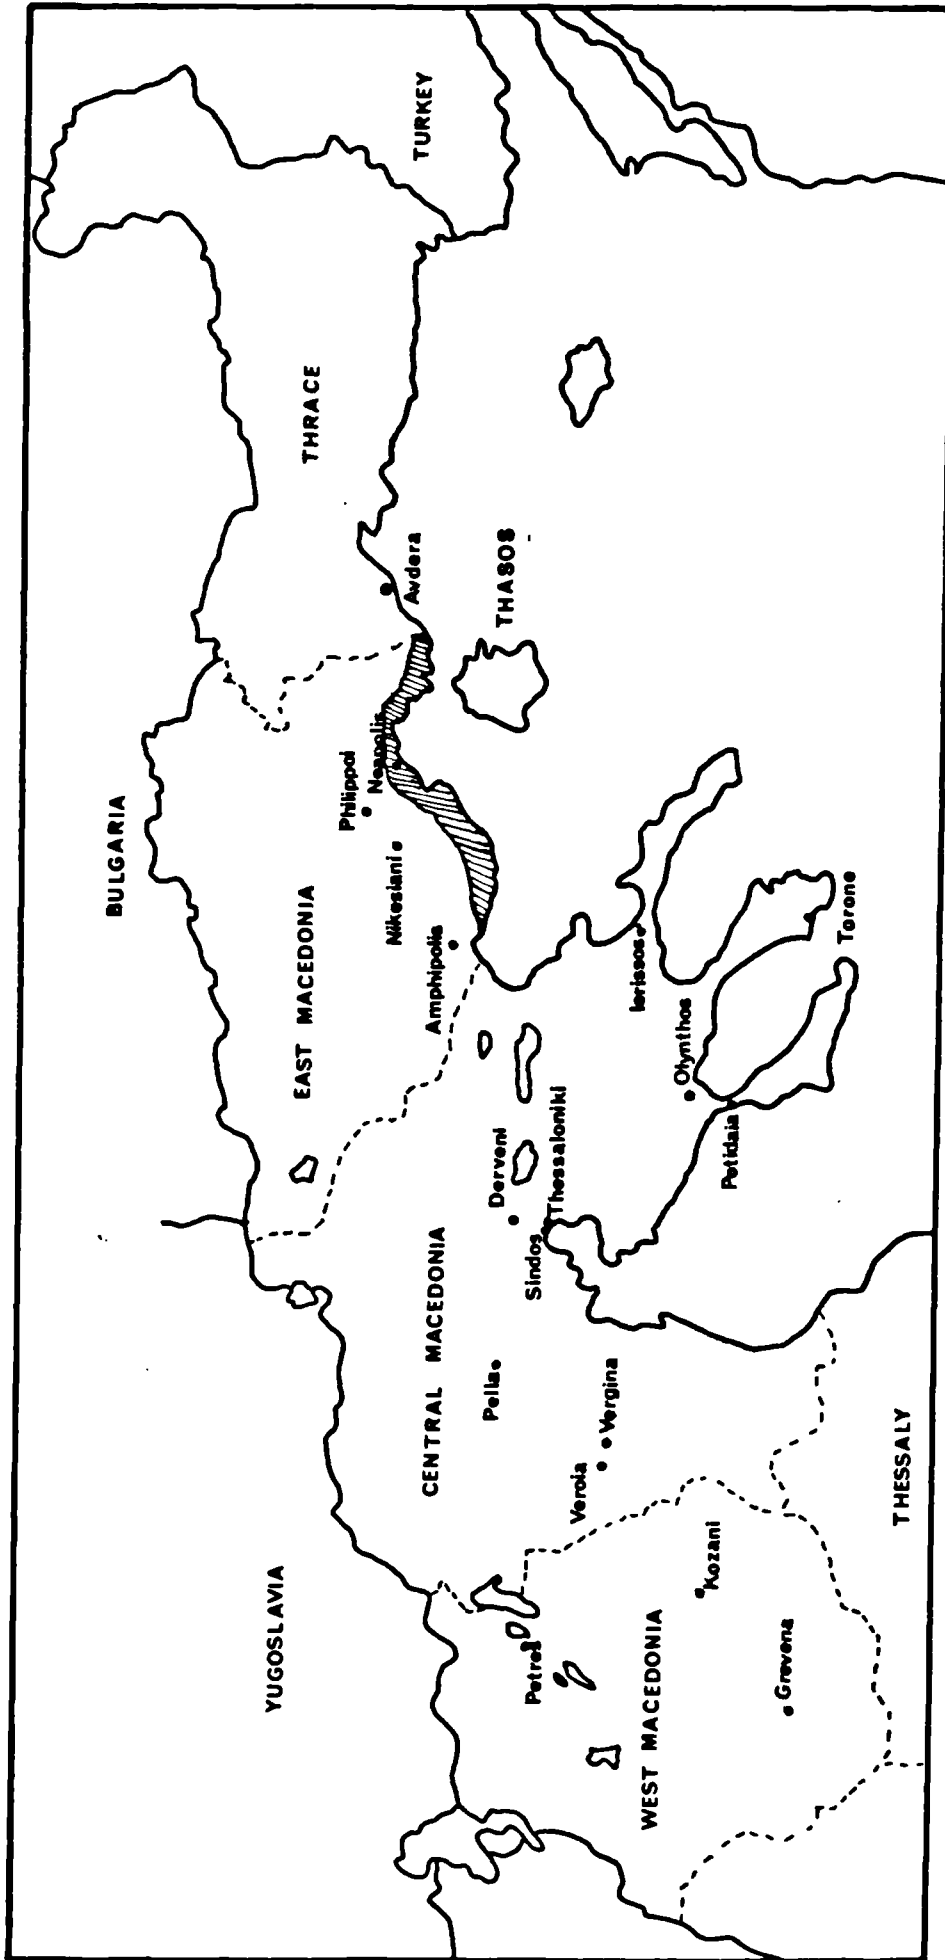 BULGARIA
YUGOSLAVIA
TURKEY
THRACE
EAST MACEDONIA
CENTRAL MACEDONIA
WEST MACEDONIA
THESSALY
THASOS
Avdera
Neapolis
Philippoi
Nikesiani
Amphipolis
Ierissos
Torone
Olynthos
Potidaia
Derveni
Thessaloniki
Sindos
Pella
Vergina
Veroia
Kozani
Petres
Grevena